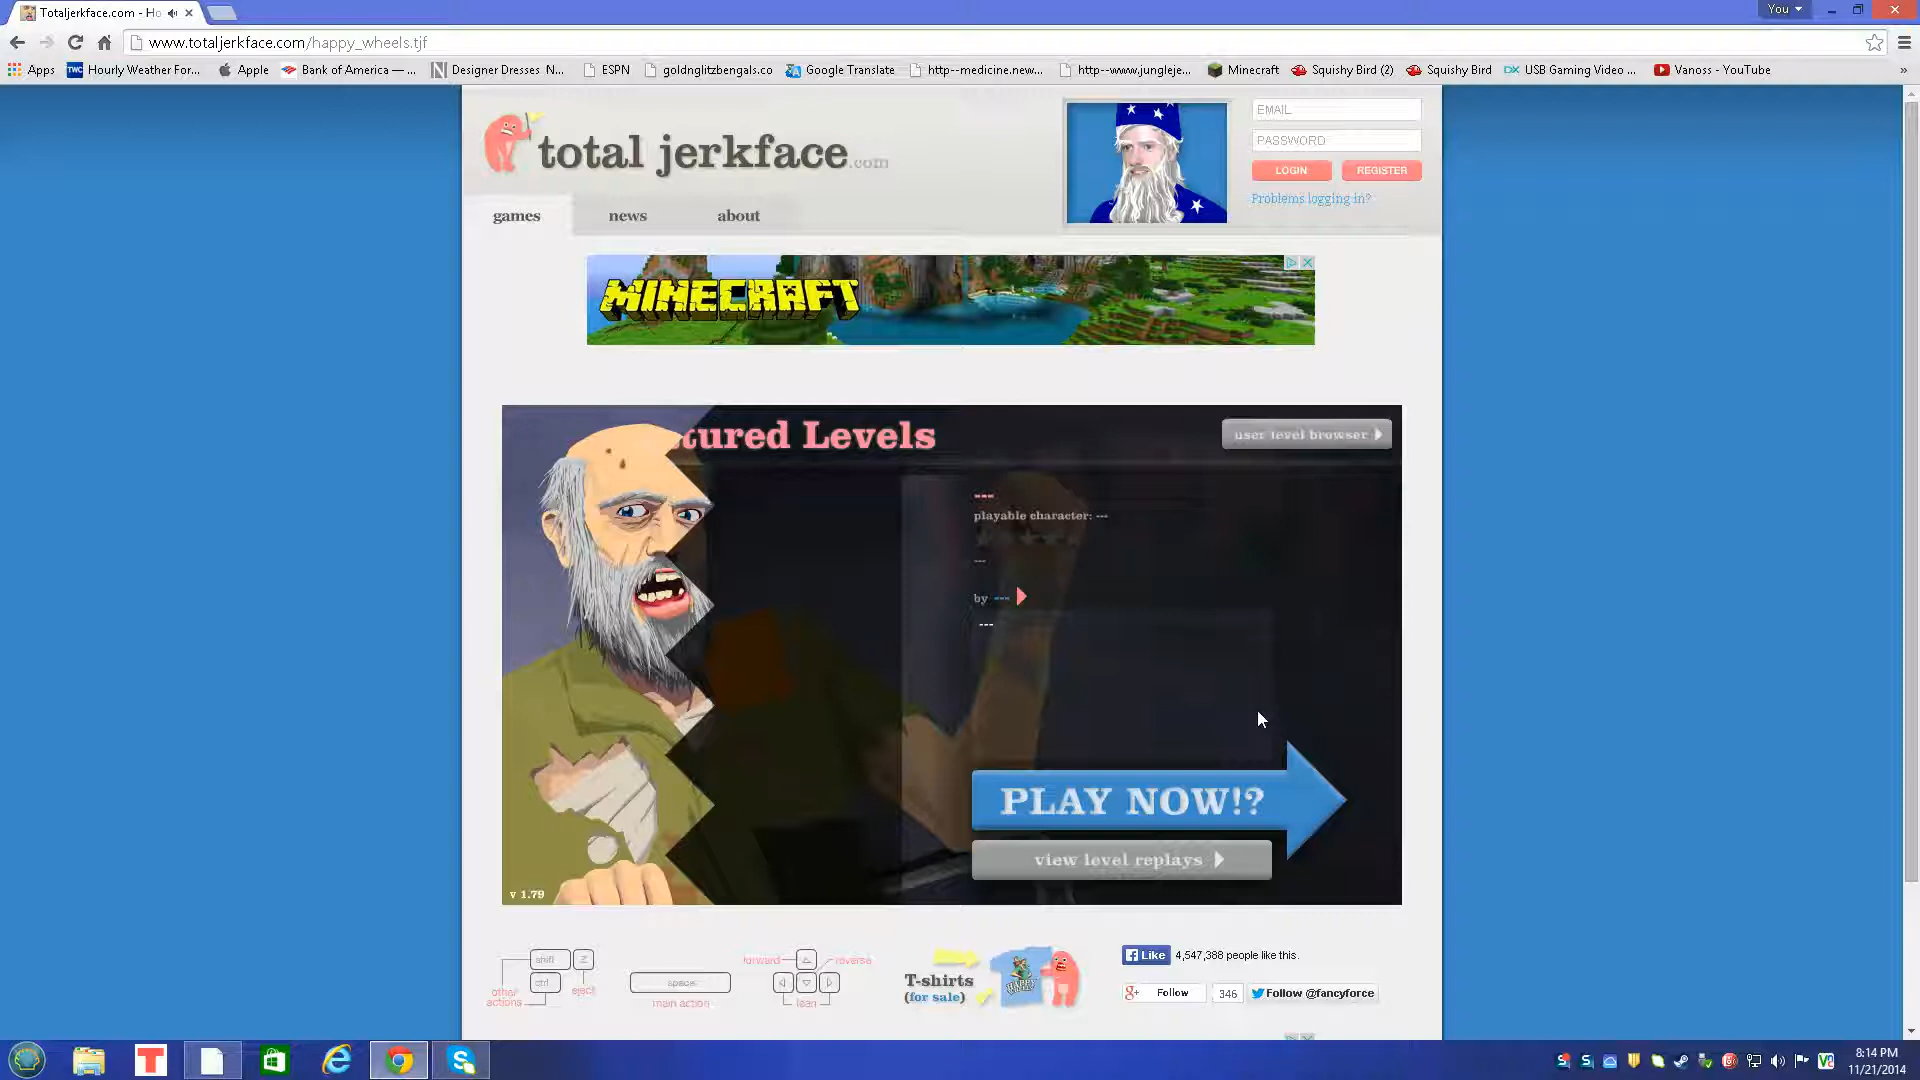 Totaljerkface.com - Ho
You
www.totaljerkface.com/happy_wheels.tjf
Apps
TWC
Hourly Weather For...
Apple
Bank of America — ...
N
Designer Dresses N...
ESPN
goldnglitzbengals.co
Google Translate
http--medicine.new...
http--www.jungleje...
Minecraft
Squishy Bird (2)
Squishy Bird
DX
USB Gaming Video ...
Vanoss - YouTube
»
total jerkface.com
EMAIL
PASSWORD
LOGIN
REGISTER
Problems logging in?
games
news
about
MINECRAFT
tured Levels
user level browser
---
playable character: ---
---
by ---
---
PLAY NOW!?
view level replays
v 1.79
shift
Z
ctrl
other
actions
eject
space
main action
forward
reverse
lean
T-shirts
(for sale)
HAPPY
WHEELS
Like
4,547,388 people like this.
g+
Follow
346
Follow @fancyforce
8:14 PM
11/21/2014